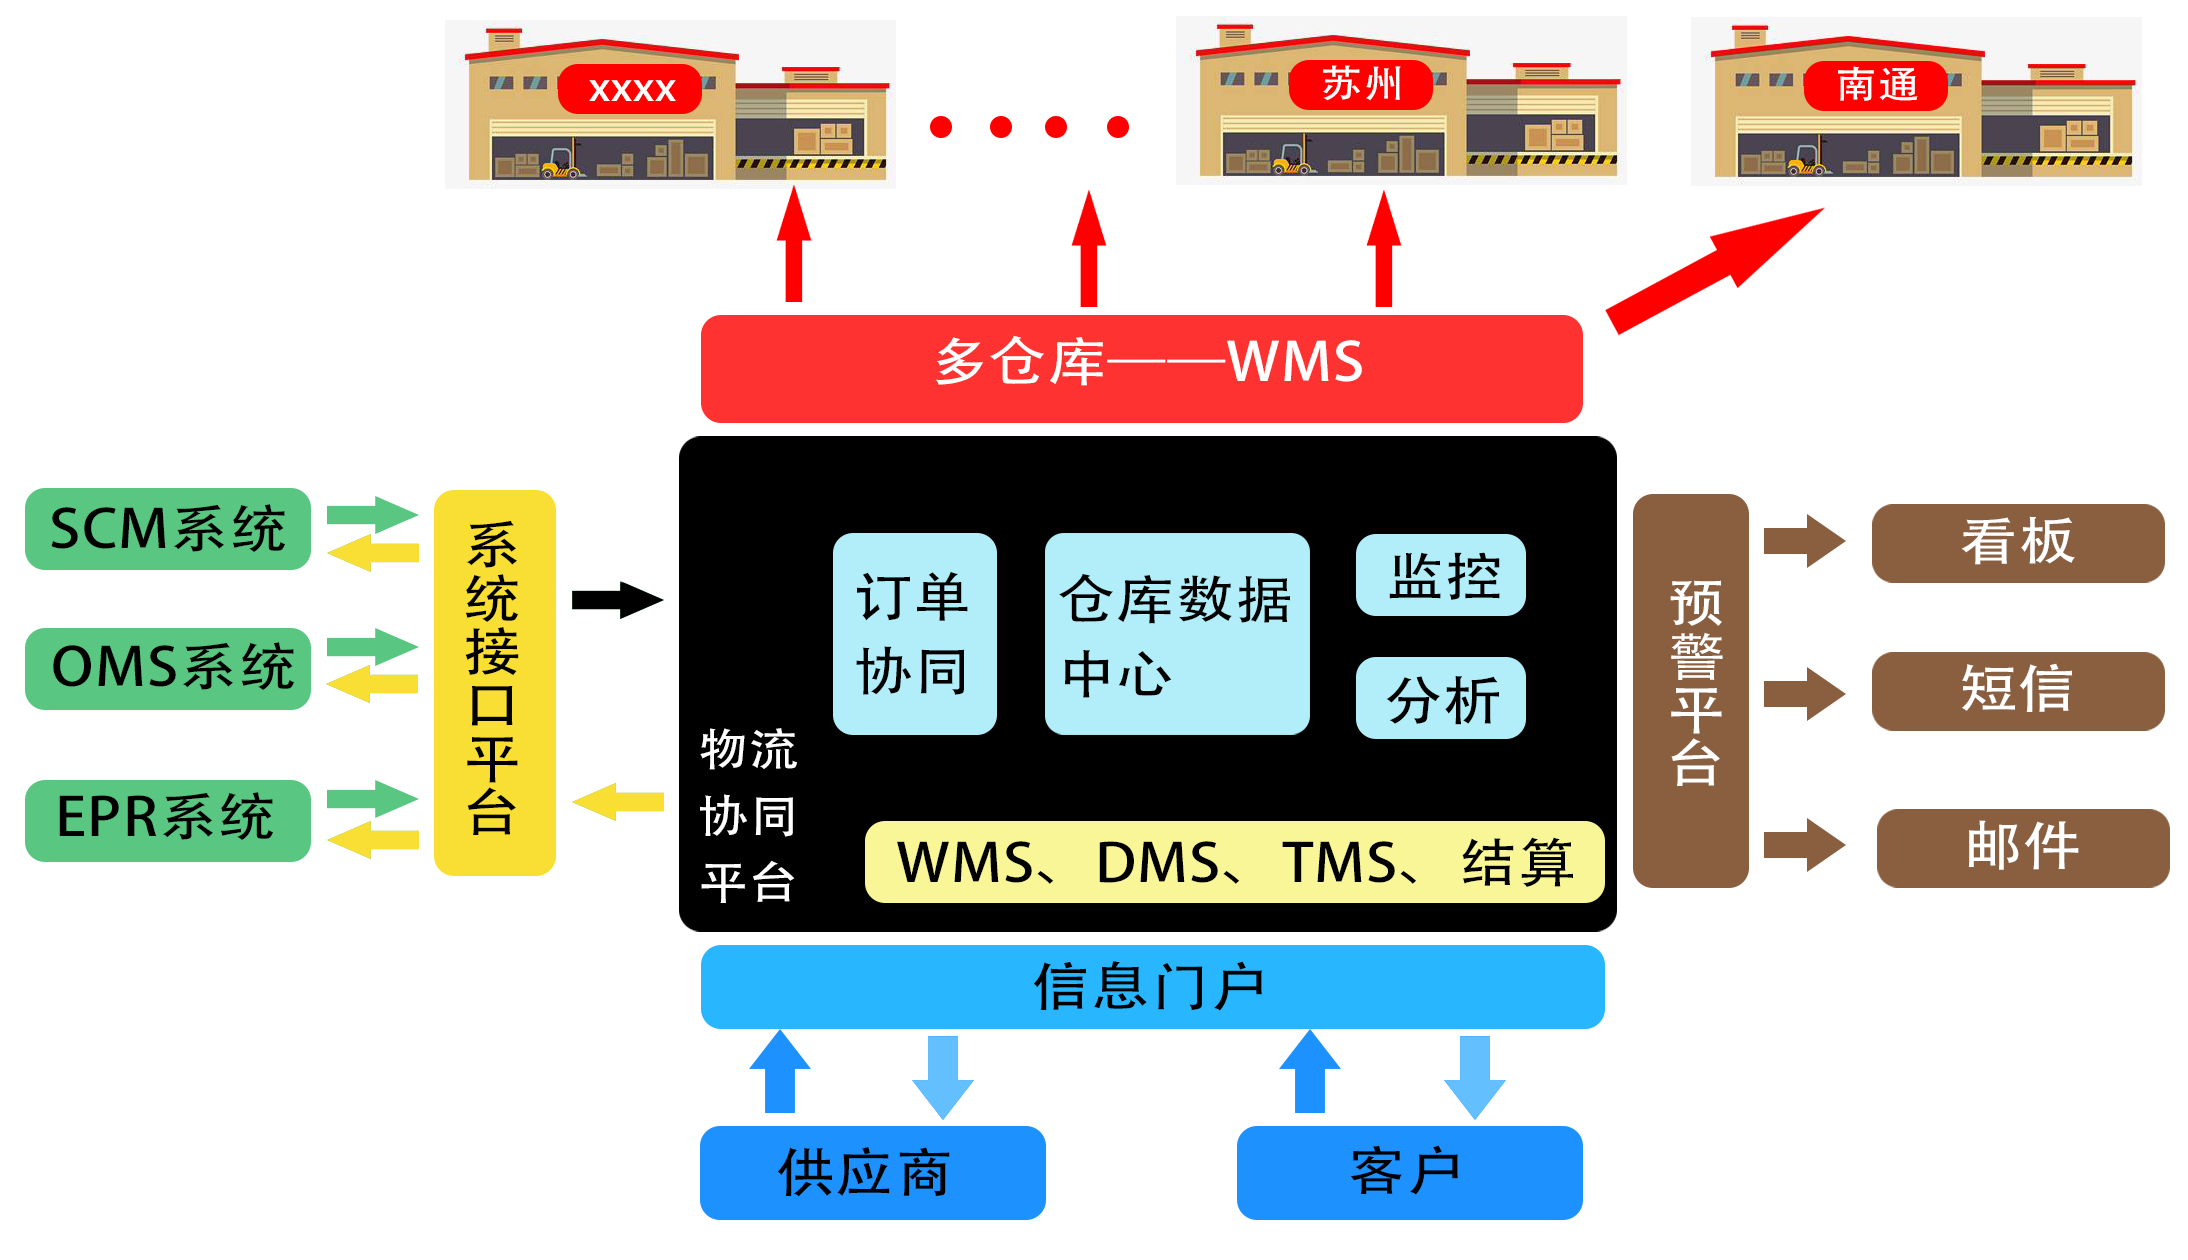 xxxx
苏州
南通
多仓库——WMS
SCM系统
OMS系统
EPR系统
系统接口平台
物流
协同
平台
订单
协同
仓库数据
中心
监控
分析
WMS、DMS、TMS、结算
预警平台
看板
短信
邮件
信息门户
供应商
客户